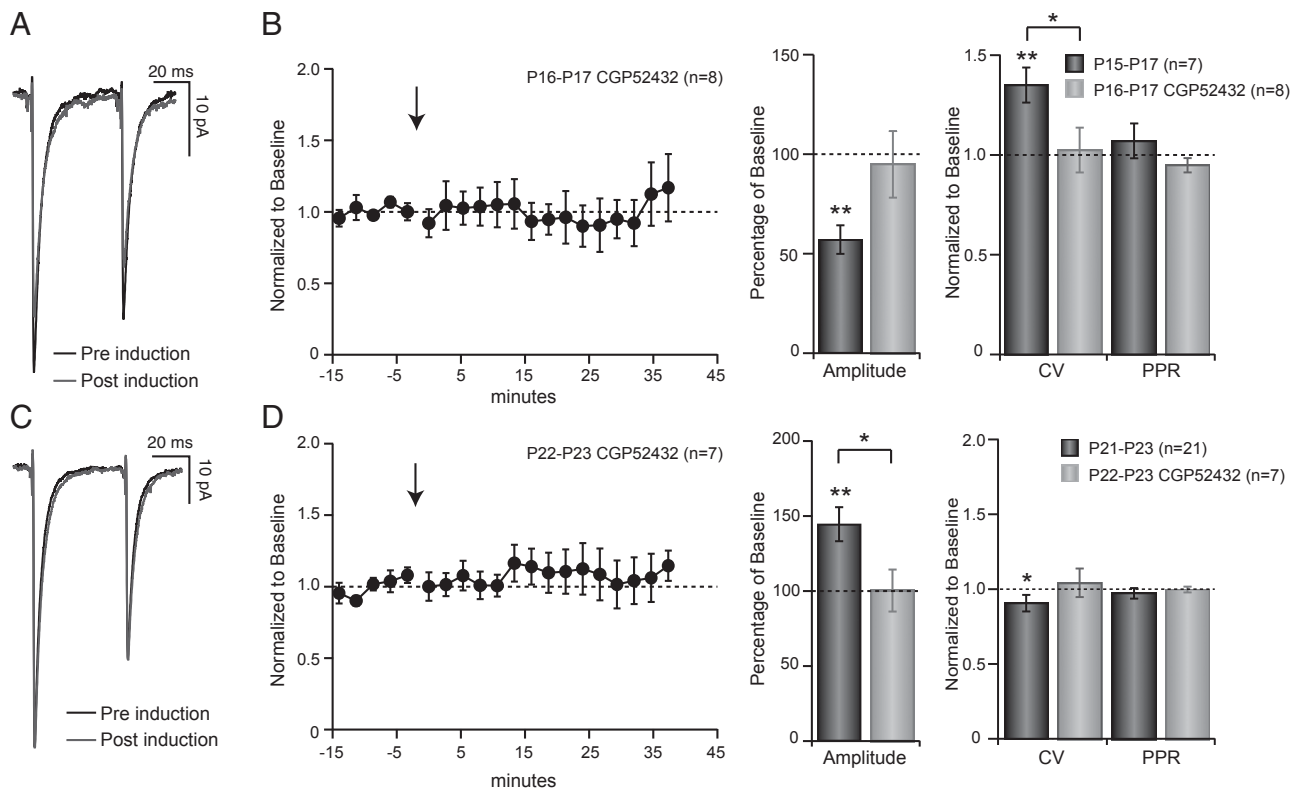 A
20 ms
10 pA
Pre induction
Post induction
B
P16-P17 CGP52432 (n=8)
Normalized to Baseline
2.0
1.5
1.0
0.5
0
-15
-5
5
15
25
35
45
minutes
Percentage of Baseline
150
100
50
0
**
Amplitude
Normalized to Baseline
1.5
1.0
0.5
0
*
**
P15-P17 (n=7)
P16-P17 CGP52432 (n=8)
CV
PPR
C
20 ms
10 pA
Pre induction
Post induction
D
P22-P23 CGP52432 (n=7)
Normalized to Baseline
2.0
1.5
1.0
0.5
0
-15
-5
5
15
25
35
45
minutes
Percentage of Baseline
200
150
100
50
0
*
**
Amplitude
Normalized to Baseline
2.0
1.5
1.0
0.5
0
*
P21-P23 (n=21)
P22-P23 CGP52432 (n=7)
CV
PPR